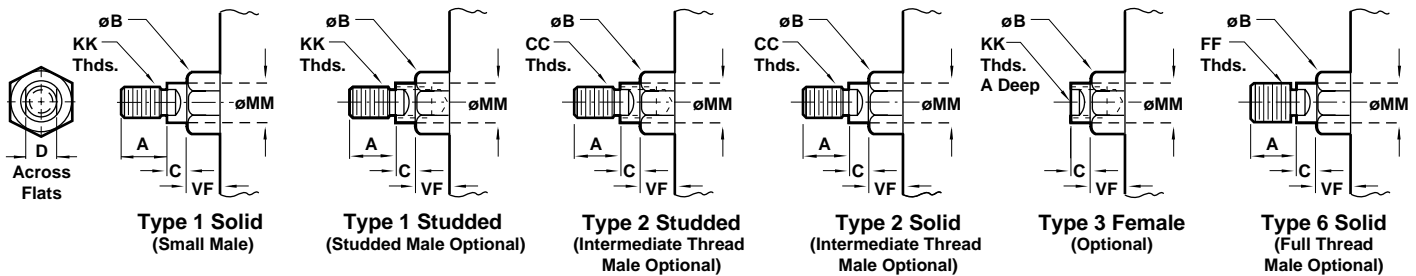 D
Across
Flats
øB
KK
Thds.
øMM
A
C
VF
Type 1 Solid
(Small Male)
øB
KK
Thds.
øMM
A
C
VF
Type 1 Studded
(Studded Male Optional)
øB
CC
Thds.
øMM
A
C
VF
Type 2 Studded
(Intermediate Thread
Male Optional)
øB
CC
Thds.
øMM
A
C
VF
Type 2 Solid
(Intermediate Thread
Male Optional)
øB
KK
Thds.
A Deep
øMM
C
VF
Type 3 Female
(Optional)
øB
FF
Thds.
øMM
A
C
VF
Type 6 Solid
(Full Thread
Male Optional)